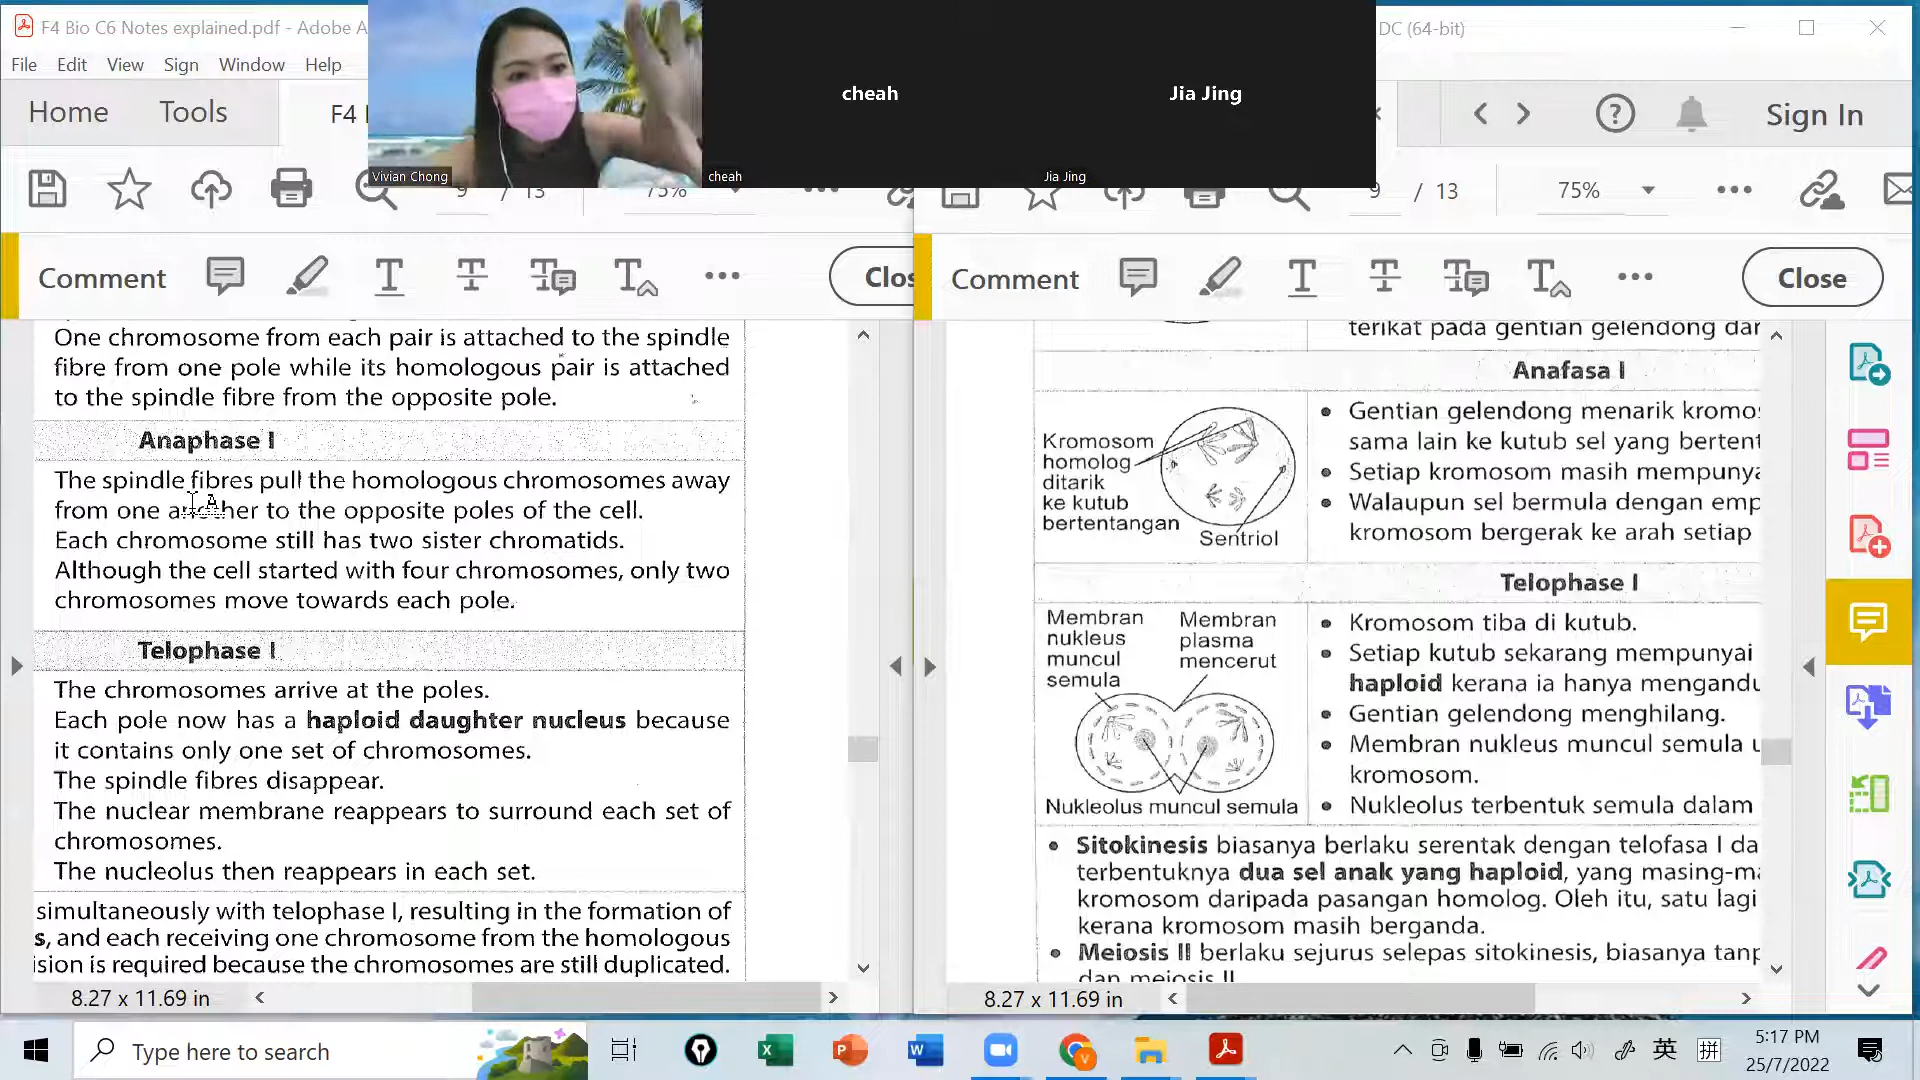 F4 Bio C6 Notes explained.pdf - Adobe A
DC (64-bit)
File Edit View Sign Window Help
Home Tools
Sign In
Vivian Chong
cheah
cheah
Jia Jing
Jia Jing
9 / 13
75%
9 / 13
75%
Comment
Close
One chromosome from each pair is attached to the spindle
fibre from one pole while its homologous pair is attached
to the spindle fibre from the opposite pole.
Anaphase I
The spindle fibres pull the homologous chromosomes away
from one another to the opposite poles of the cell.
Each chromosome still has two sister chromatids.
Although the cell started with four chromosomes, only two
chromosomes move towards each pole.
Telophase I
The chromosomes arrive at the poles.
Each pole now has a haploid daughter nucleus because
it contains only one set of chromosomes.
The spindle fibres disappear.
The nuclear membrane reappears to surround each set of
chromosomes.
The nucleolus then reappears in each set.
simultaneously with telophase I, resulting in the formation of
s, and each receiving one chromosome from the homologous
ision is required because the chromosomes are still duplicated.
8.27 x 11.69 in
Comment
Close
terikat pada gentian gelendong dar
Anafasa I
Kromosom
homolog
ditarik
ke kutub
bertentangan
Sentriol
• Gentian gelendong menarik kromos
sama lain ke kutub sel yang bertent
• Setiap kromosom masih mempunya
• Walaupun sel bermula dengan emp
kromosom bergerak ke arah setiap
Telophase I
Membran
nukleus
muncul
semula
Membran
plasma
mencerut
Nukleolus muncul semula
• Kromosom tiba di kutub.
• Setiap kutub sekarang mempunyai
haploid kerana ia hanya mengandu
• Gentian gelendong menghilang.
• Membran nukleus muncul semula u
kromosom.
• Nukleolus terbentuk semula dalam
• Sitokinesis biasanya berlaku serentak dengan telofasa I da
terbentuknya dua sel anak yang haploid, yang masing-ma
kromosom daripada pasangan homolog. Oleh itu, satu lagi
kerana kromosom masih berganda.
• Meiosis II berlaku sejurus selepas sitokinesis, biasanya tanp
dan meiosis II
8.27 x 11.69 in
Type here to search
英
拼
5:17 PM
25/7/2022